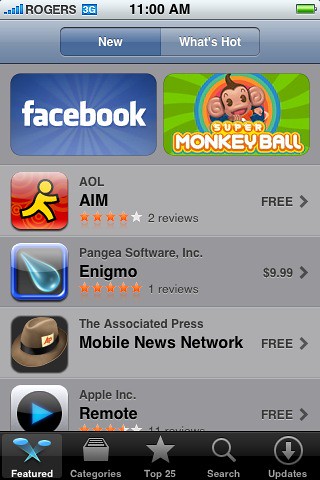 ROGERS 3G 11:00 AM
New What's Hot
facebook
SUPER
MONKEY BALL
AOL
AIM
2 reviews
FREE
Pangea Software, Inc.
Enigmo
1 reviews
$9.99
The Associated Press
Mobile News Network
FREE
AP
Apple Inc.
Remote
11 reviews
FREE
Featured Categories Top 25 Search Updates